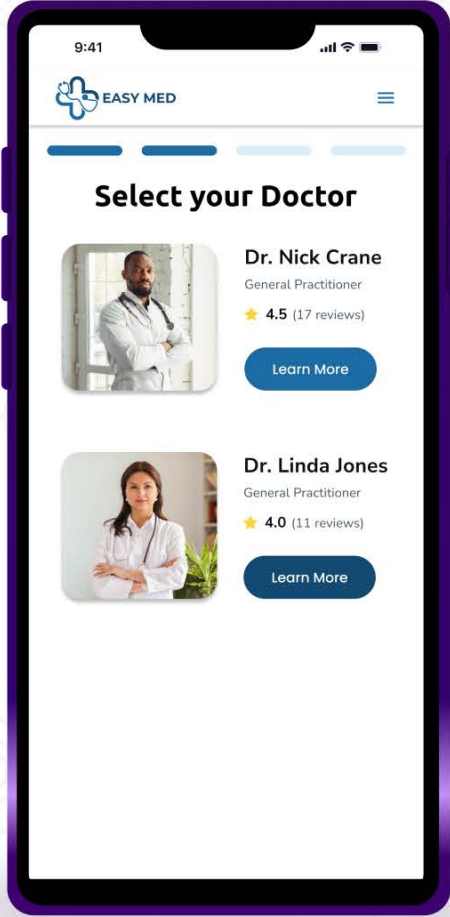 9:41
EASY MED
Select your Doctor
Dr. Nick Crane
General Practitioner
4.5 (17 reviews)
Learn More
Dr. Linda Jones
General Practitioner
4.0 (11 reviews)
Learn More